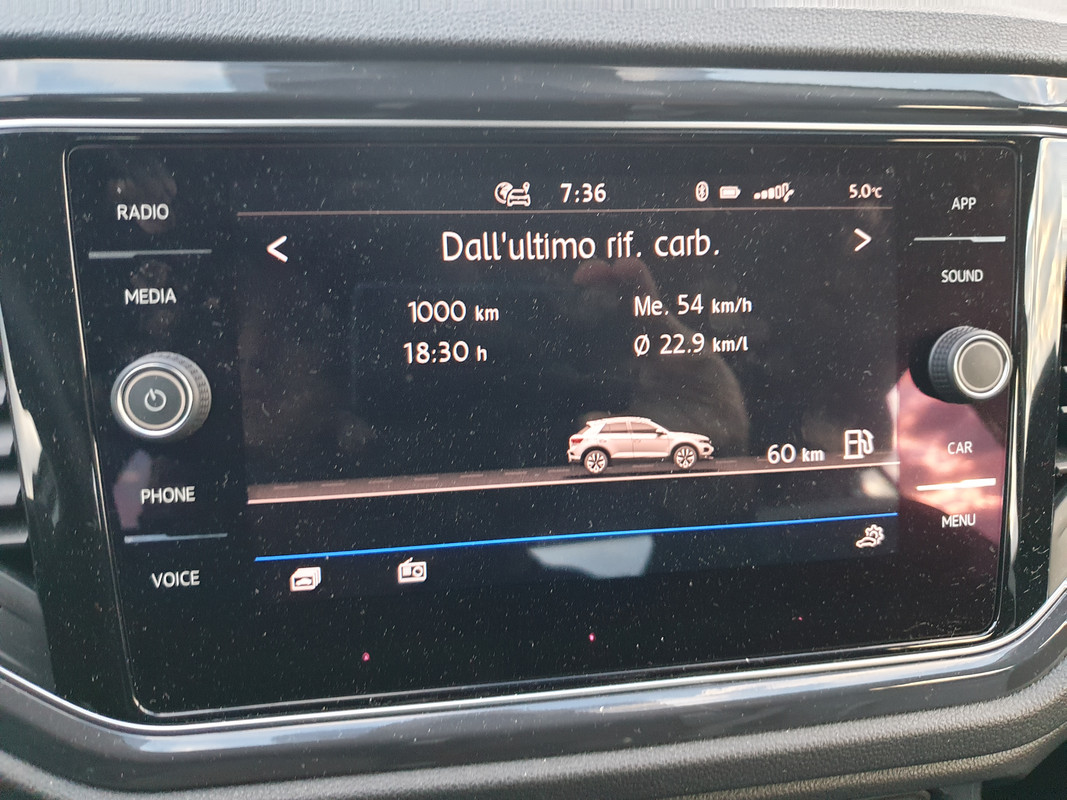 7:36 5.0°C
Dall'ultimo rif. carb.
1000 km
18:30 h
Me. 54 km/h
Ø 22.9 km/l
60 km
RADIO
MEDIA
PHONE
VOICE
APP
SOUND
CAR
MENU